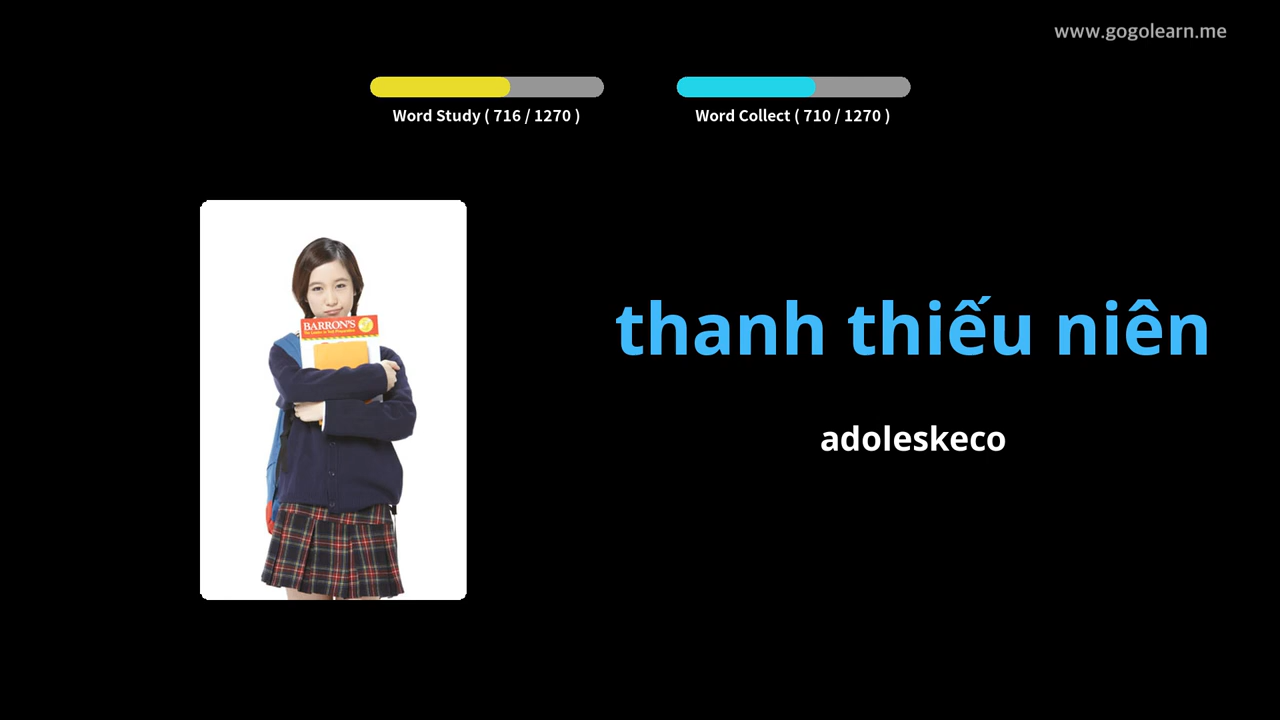 www.gogolearn.me
Word Study ( 716 / 1270 )
Word Collect ( 710 / 1270 )
BARRON'S
thanh thiếu niên
adoleskeco